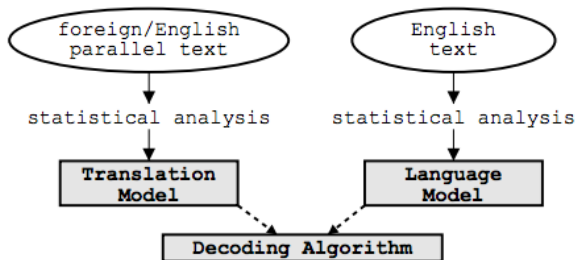 foreign/English
parallel text
English
text
statistical analysis
statistical analysis
Translation
Model
Language
Model
Decoding Algorithm